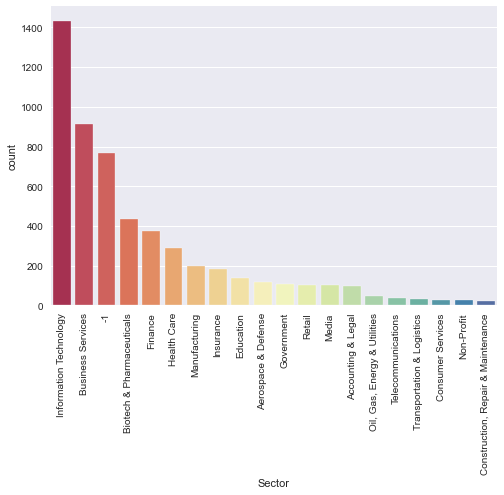 1400
1200
1000
800
600
400
200
0
count
Information Technology
Business Services
-1
Biotech & Pharmaceuticals
Finance
Health Care
Manufacturing
Insurance
Education
Aerospace & Defense
Government
Retail
Media
Accounting & Legal
Oil, Gas, Energy & Utilities
Telecommunications
Transportation & Logistics
Consumer Services
Non-Profit
Construction, Repair & Maintenance
Sector